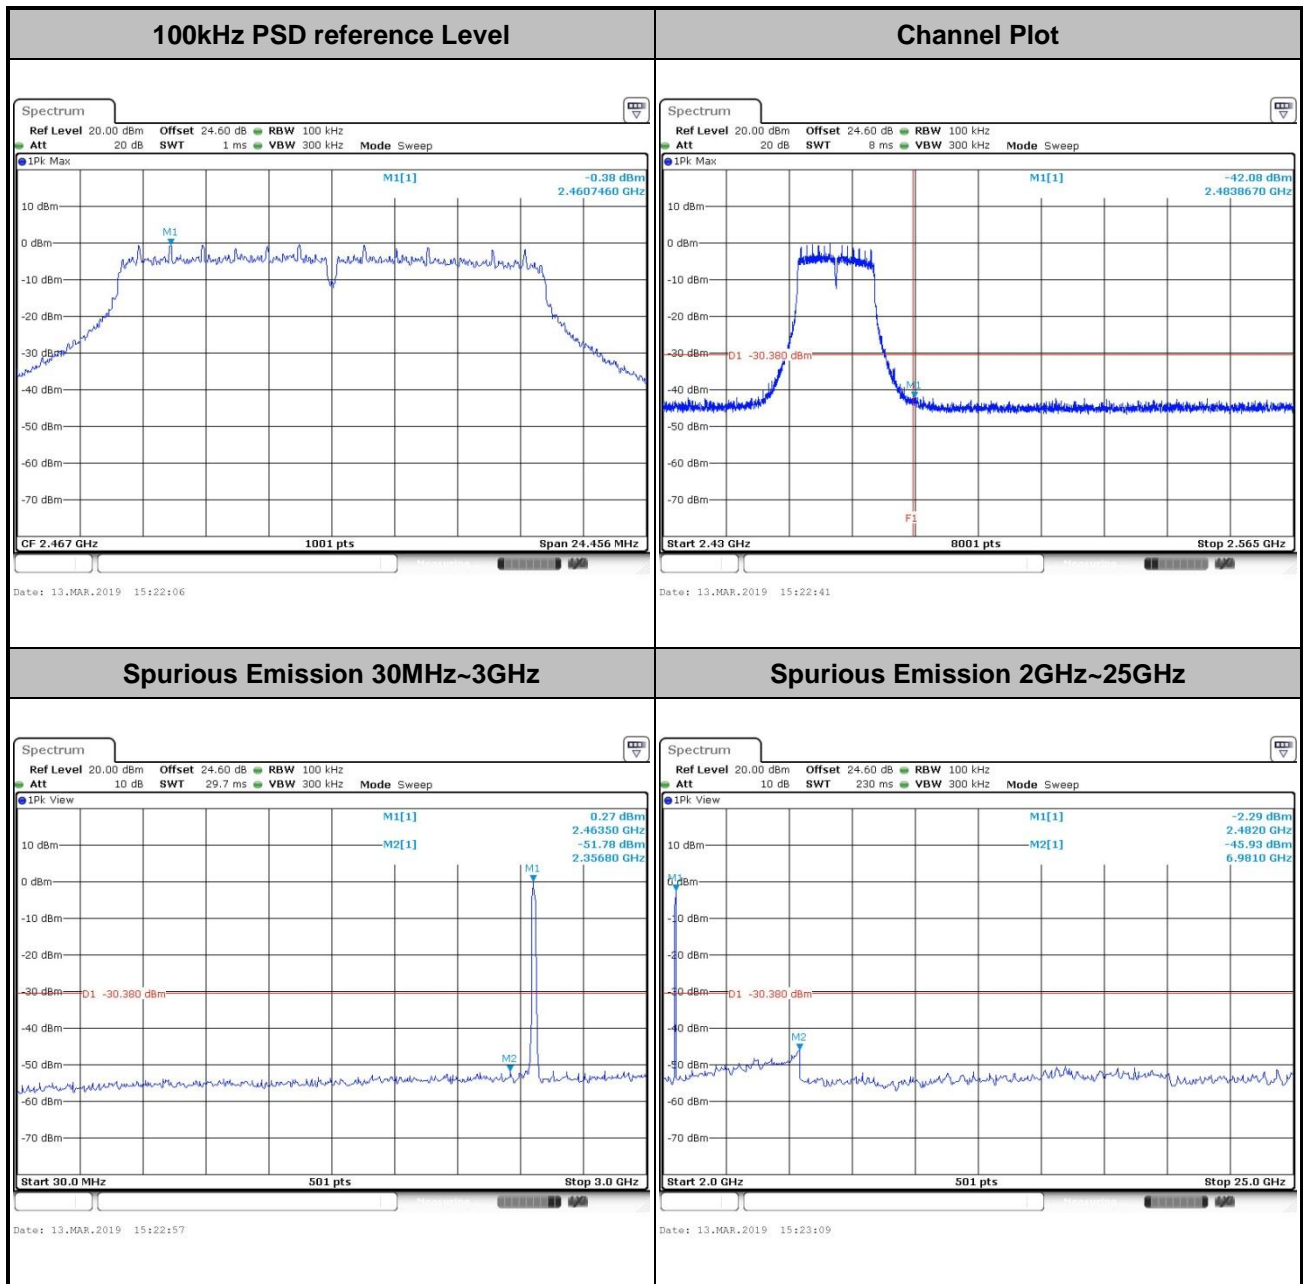 100kHz PSD reference Level
Channel Plot
Spectrum
Ref Level 20.00 dBm Offset 24.60 dB RBW 100 kHz
Att 20 dB SWT 1 ms VBW 300 kHz Mode Sweep
1Pk Max
M1[1] -0.38 dBm
2.4607460 GHz
10 dBm
M1
0 dBm
-10 dBm
-20 dBm
-30 dBm
-40 dBm
-50 dBm
-60 dBm
-70 dBm
CF 2.467 GHz 1001 pts Span 24.456 MHz
Date: 13.MAR.2019 15:22:06
Spectrum
Ref Level 20.00 dBm Offset 24.60 dB RBW 100 kHz
Att 20 dB SWT 8 ms VBW 300 kHz Mode Sweep
1Pk Max
M1[1] -42.08 dBm
2.4838670 GHz
10 dBm
0 dBm
-10 dBm
-20 dBm
-30 dBm D1 -30.380 dBm
M1
-40 dBm
-50 dBm
-60 dBm
-70 dBm
F1
Start 2.43 GHz 8001 pts Stop 2.565 GHz
Date: 13.MAR.2019 15:22:41
Spurious Emission 30MHz~3GHz
Spurious Emission 2GHz~25GHz
Spectrum
Ref Level 20.00 dBm Offset 24.60 dB RBW 100 kHz
Att 10 dB SWT 29.7 ms VBW 300 kHz Mode Sweep
1Pk View
M1[1] 0.27 dBm
2.46350 GHz
M2[1] -51.78 dBm
2.35680 GHz
10 dBm
M1
0 dBm
-10 dBm
-20 dBm
-30 dBm D1 -30.380 dBm
-40 dBm
M2
-50 dBm
-60 dBm
-70 dBm
Start 30.0 MHz 501 pts Stop 3.0 GHz
Date: 13.MAR.2019 15:22:57
Spectrum
Ref Level 20.00 dBm Offset 24.60 dB RBW 100 kHz
Att 10 dB SWT 230 ms VBW 300 kHz Mode Sweep
1Pk View
M1[1] -2.29 dBm
2.4820 GHz
M2[1] -45.93 dBm
6.9810 GHz
10 dBm
M1
0 dBm
-10 dBm
-20 dBm
-30 dBm D1 -30.380 dBm
-40 dBm
M2
-50 dBm
-60 dBm
-70 dBm
Start 2.0 GHz 501 pts Stop 25.0 GHz
Date: 13.MAR.2019 15:23:09